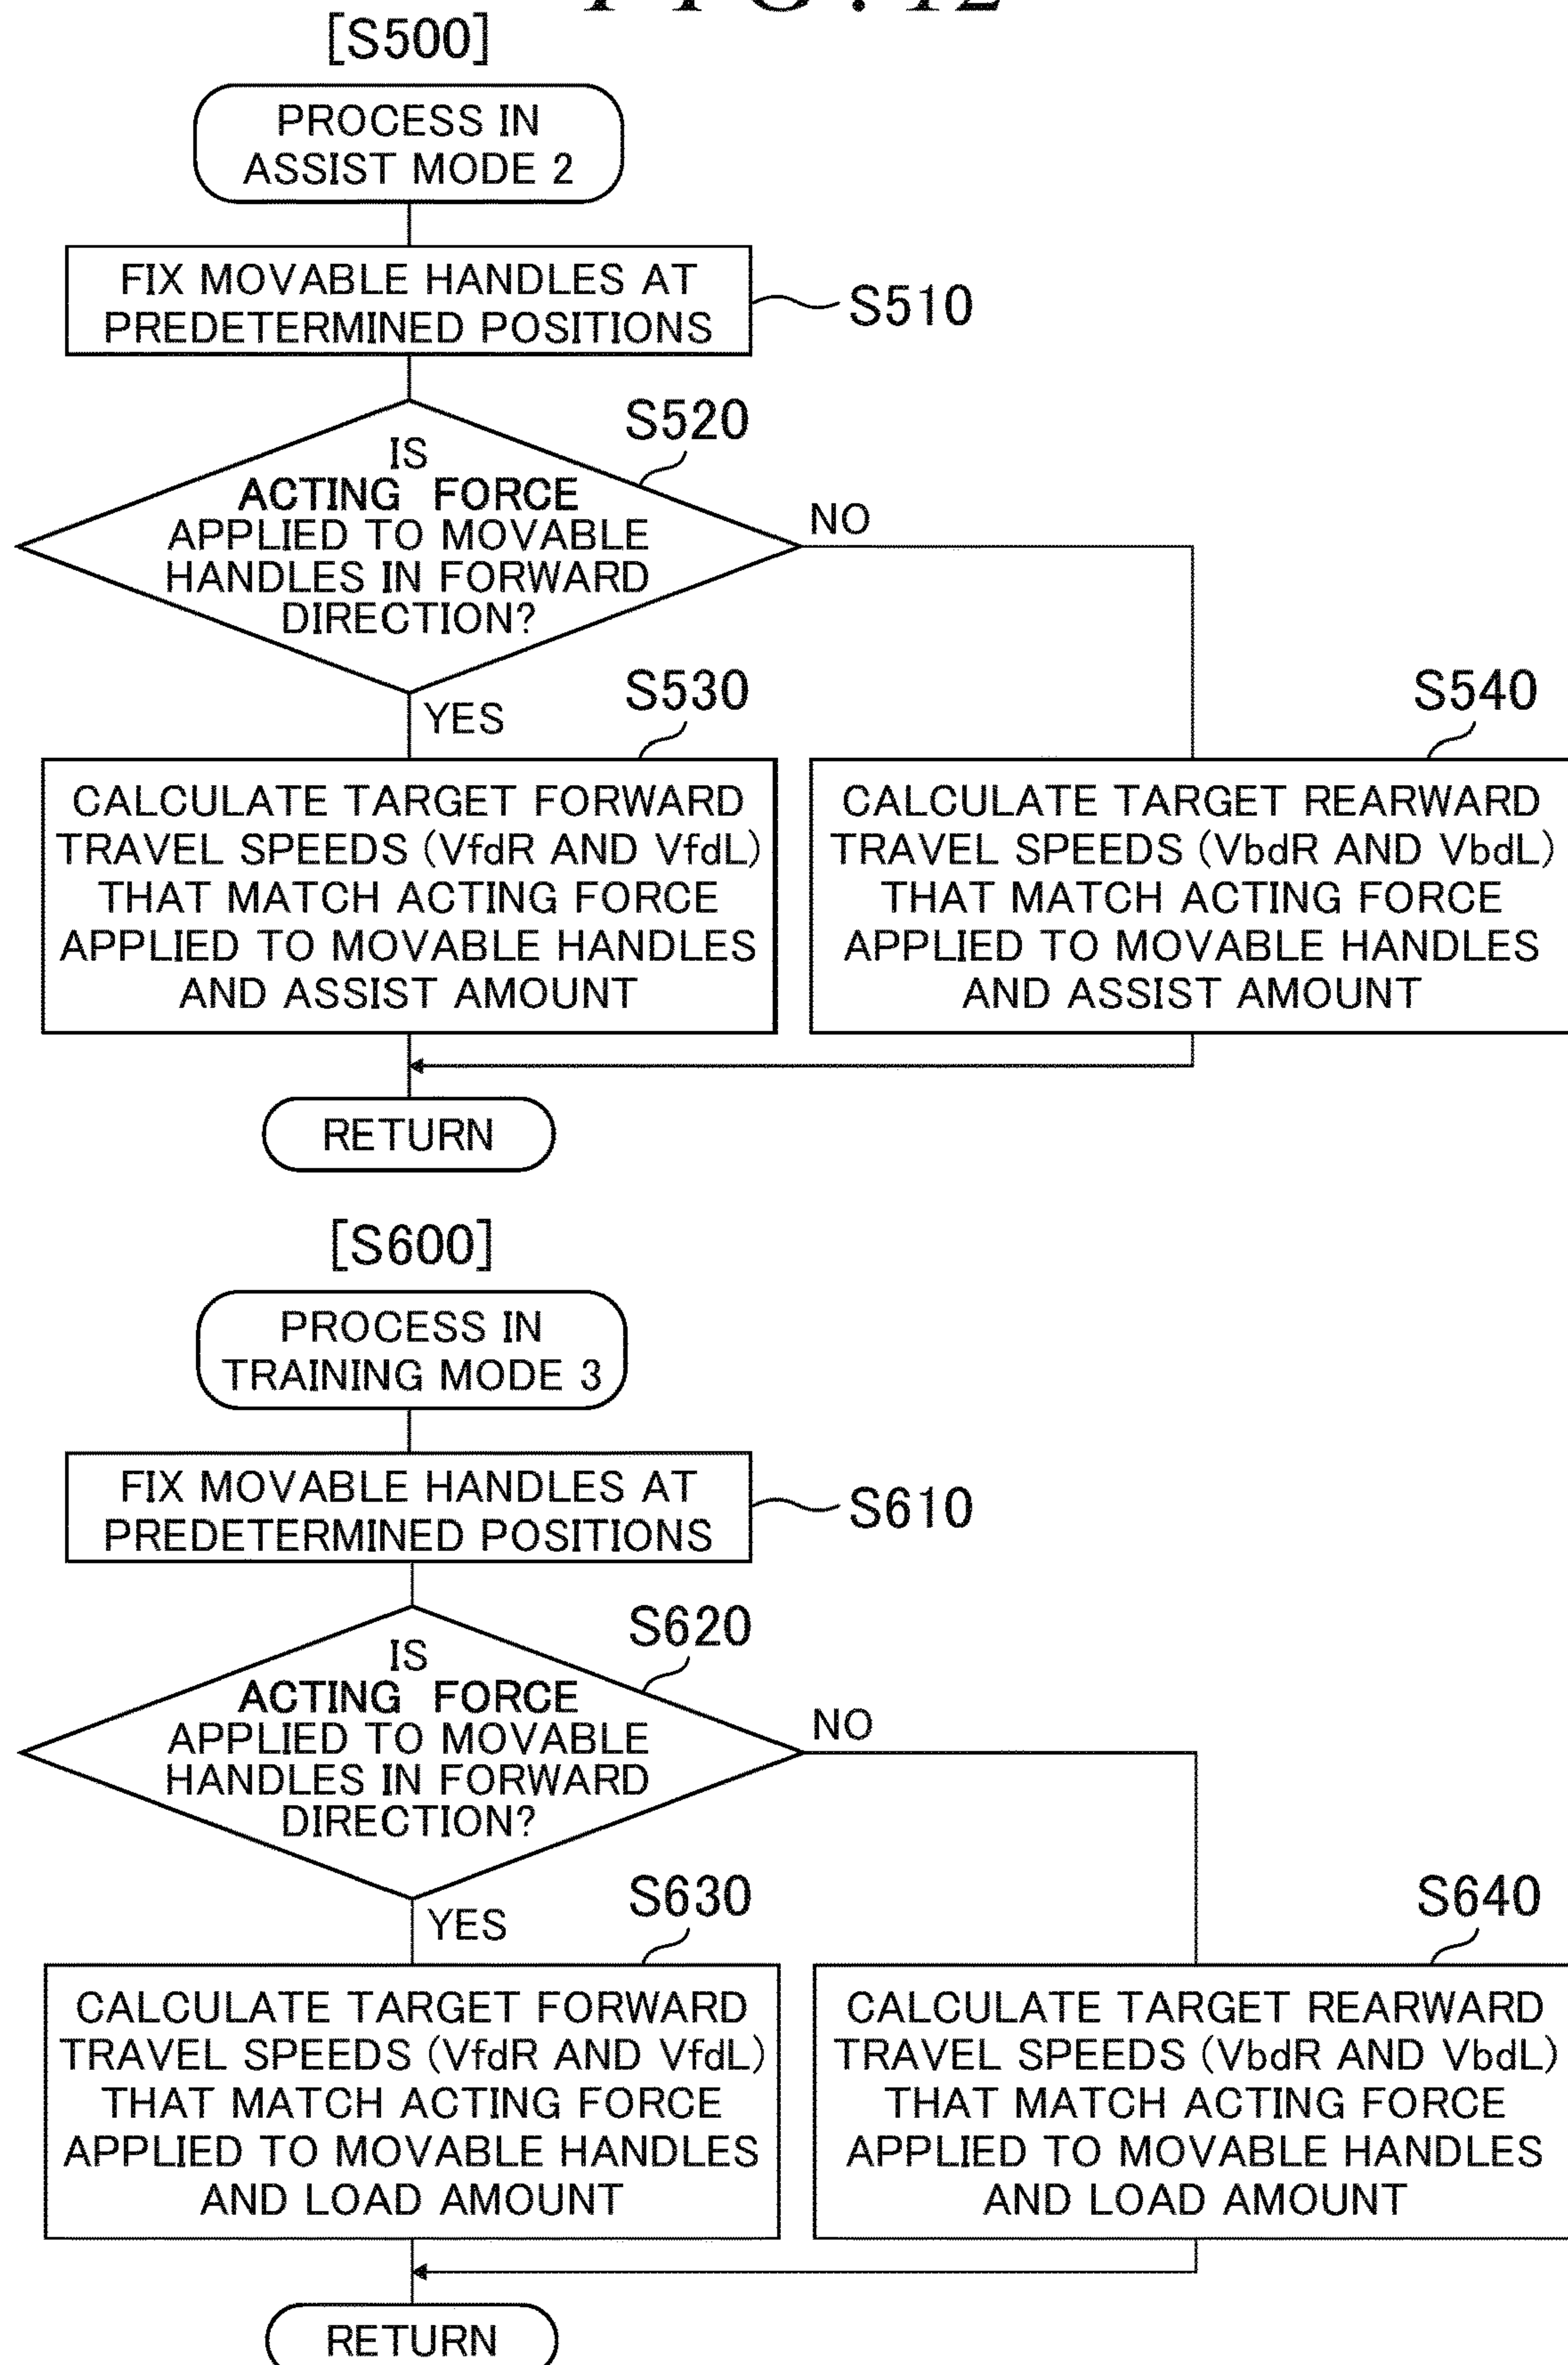 FIG. 12
[S500]
PROCESS IN
ASSIST MODE 2
FIX MOVABLE HANDLES AT
PREDETERMINED POSITIONS
S510
S520
IS
ACTING FORCE
APPLIED TO MOVABLE
HANDLES IN FORWARD
DIRECTION?
NO
YES
S530
CALCULATE TARGET FORWARD
TRAVEL SPEEDS (VfdR AND VfdL)
THAT MATCH ACTING FORCE
APPLIED TO MOVABLE HANDLES
AND ASSIST AMOUNT
S540
CALCULATE TARGET REARWARD
TRAVEL SPEEDS (VbdR AND VbdL)
THAT MATCH ACTING FORCE
APPLIED TO MOVABLE HANDLES
AND ASSIST AMOUNT
RETURN
[S600]
PROCESS IN
TRAINING MODE 3
FIX MOVABLE HANDLES AT
PREDETERMINED POSITIONS
S610
S620
IS
ACTING FORCE
APPLIED TO MOVABLE
HANDLES IN FORWARD
DIRECTION?
NO
YES
S630
CALCULATE TARGET FORWARD
TRAVEL SPEEDS (VfdR AND VfdL)
THAT MATCH ACTING FORCE
APPLIED TO MOVABLE HANDLES
AND LOAD AMOUNT
S640
CALCULATE TARGET REARWARD
TRAVEL SPEEDS (VbdR AND VbdL)
THAT MATCH ACTING FORCE
APPLIED TO MOVABLE HANDLES
AND LOAD AMOUNT
RETURN